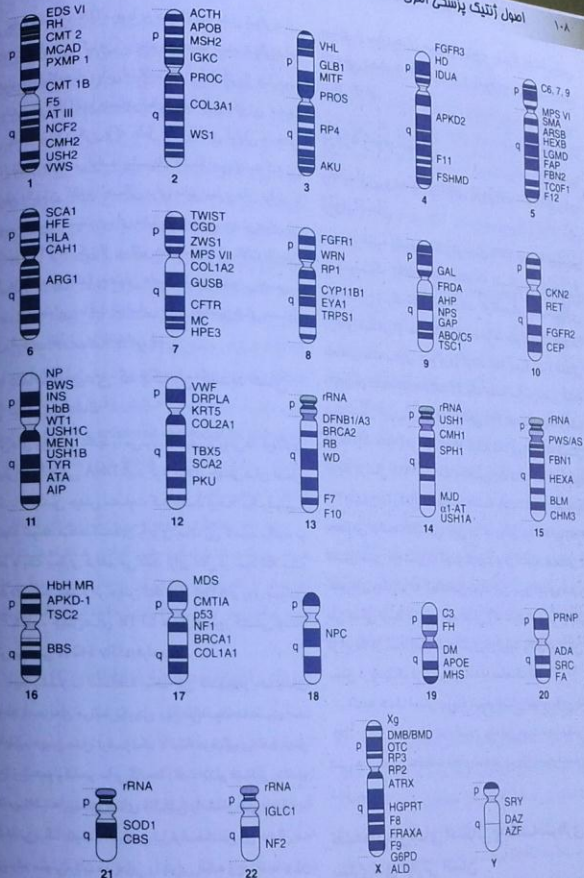 ۱۰۸
اصول ژنتیک پزشکی
EDS VI
RH
CMT 2
MCAD
PXMP 1
CMT 1B
F5
AT III
NCF2
CMH2
USH2
VWS
p
q
1
ACTH
APOB
MSH2
IGKC
PROC
COL3A1
WS1
p
q
2
VHL
GLB1
MITF
PROS
RP4
AKU
p
q
3
FGFR3
HD
IDUA
APKD2
F11
FSHMD
p
q
4
C6, 7, 9
MPS VI
SMA
ARSB
HEXB
LGMD
FAP
FBN2
TCOF1
F12
p
q
5
SCA1
HFE
HLA
CAH1
ARG1
p
q
6
TWIST
CGD
ZWS1
MPS VII
COL1A2
GUSB
CFTR
MC
HPE3
p
q
7
FGFR1
WRN
RP1
CYP11B1
EYA1
TRPS1
p
q
8
GAL
FRDA
AHP
NPS
GAP
ABO/C5
TSC1
p
q
9
CKN2
RET
FGFR2
CEP
p
q
10
NP
BWS
INS
HbB
WT1
USH1C
MEN1
USH1B
TYR
ATA
AIP
p
q
11
VWF
DRPLA
KRT5
COL2A1
TBX5
SCA2
PKU
p
q
12
rRNA
DFNB1/A3
BRCA2
RB
WD
F7
F10
p
q
13
rRNA
USH1
CMH1
SPH1
MJD
α1-AT
USH1A
p
q
14
rRNA
PWS/AS
FBN1
HEXA
BLM
CHM3
p
q
15
HbH MR
APKD-1
TSC2
BBS
p
q
16
MDS
CMTIA
p53
NF1
BRCA1
COL1A1
p
q
17
NPC
p
q
18
C3
FH
DM
APOE
MHS
p
q
19
PRNP
ADA
SRC
FA
p
q
20
rRNA
SOD1
CBS
p
q
21
rRNA
IGLC1
NF2
p
q
22
Xg
DMB/BMD
OTC
RP3
RP2
ATRX
HGPRT
F8
FRAXA
F9
G6PD
ALD
p
q
X
SRY
DAZ
AZF
p
q
Y